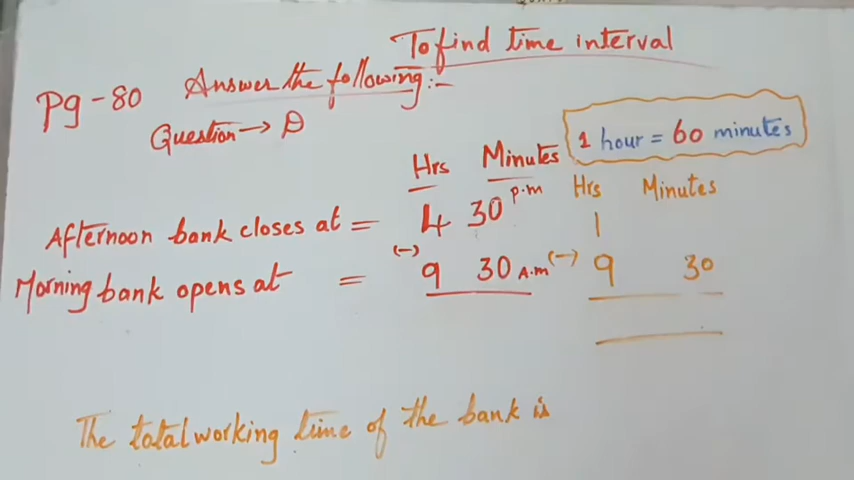 To find time interval
Pg - 80 Answer the following:-
Question → D
1 hour = 60 minutes
Hrs Minutes
Hrs Minutes
Afternoon bank closes at = 4 30 p.m
1
Morning bank opens at = (-) 9 30 A.m
(-) 9 30
The total working time of the bank is